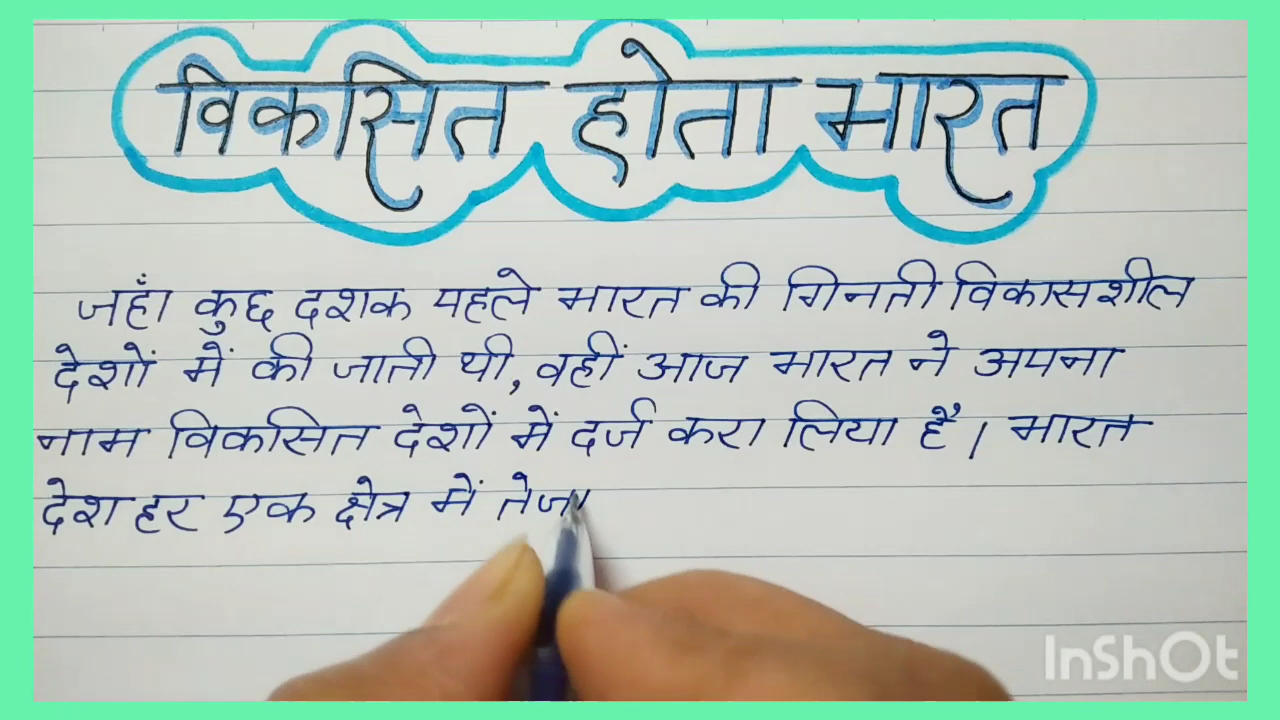 विकसित होता भारत
जहाँ कुछ दशक पहले भारत की गिनती विकासशील
देशों में की जाती थी, वहीं आज भारत ने अपना
नाम विकसित देशों में दर्ज करा लिया है। भारत
देश हर एक क्षेत्र में
InShOt